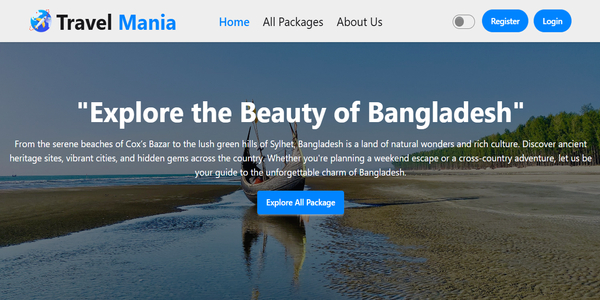 Travel Mania
Home All Packages About Us
Register Login
"Explore the Beauty of Bangladesh"
From the serene beaches of Cox's Bazar to the lush green hills of Sylhet, Bangladesh is a land of natural wonders and rich culture. Discover ancient
heritage sites, vibrant cities, and hidden gems across the country. Whether you're planning a weekend escape or a cross-country adventure, let us be
your guide to the unforgettable charm of Bangladesh.
Explore All Package